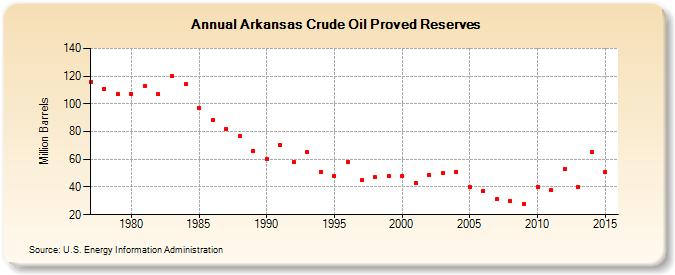 Annual Arkansas Crude Oil Proved Reserves
Million Barrels
140
120
100
80
60
40
20
1980 1985 1990 1995 2000 2005 2010 2015
Source: U.S. Energy Information Administration